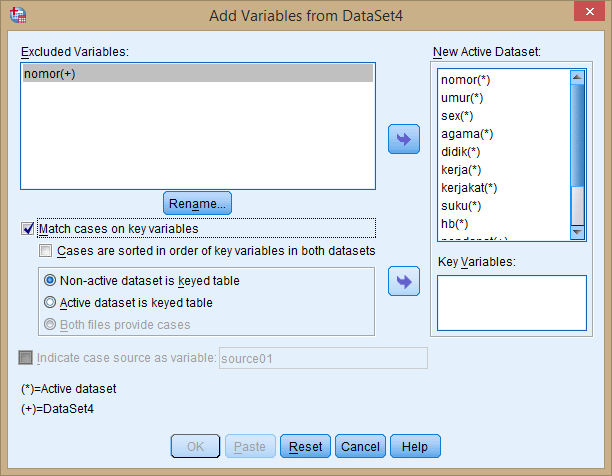 Add Variables from DataSet4
Excluded Variables:
nomor(+)
Rename...
New Active Dataset:
nomor(*)
umur(*)
sex(*)
agama(*)
didik(*)
kerja(*)
kerjakat(*)
suku(*)
hb(*)
Match cases on key variables
Cases are sorted in order of key variables in both datasets
Non-active dataset is keyed table
Active dataset is keyed table
Both files provide cases
Key Variables:
Indicate case source as variable: source01
(*)=Active dataset
(+)=DataSet4
OK Paste Reset Cancel Help